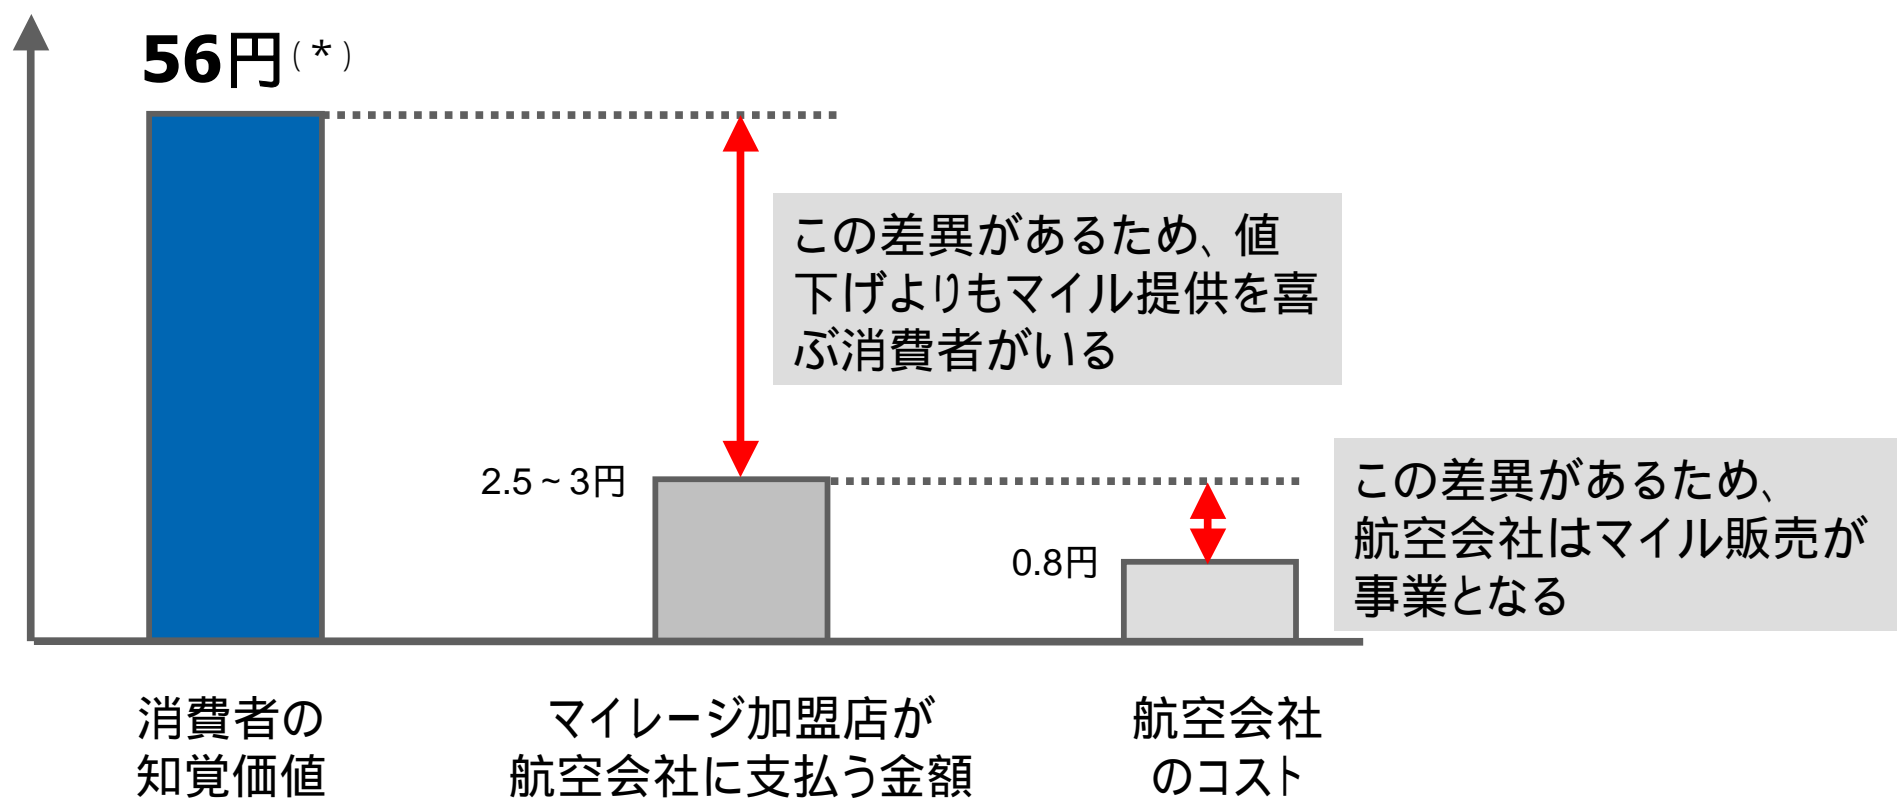 56円(*)
この差異があるため、値
下げよりもマイル提供を喜
ぶ消費者がいる
2.5~3円
この差異があるため、
航空会社はマイル販売が
事業となる
0.8円
消費者の
知覚価値
マイレージ加盟店が
航空会社に支払う金額
航空会社
のコスト